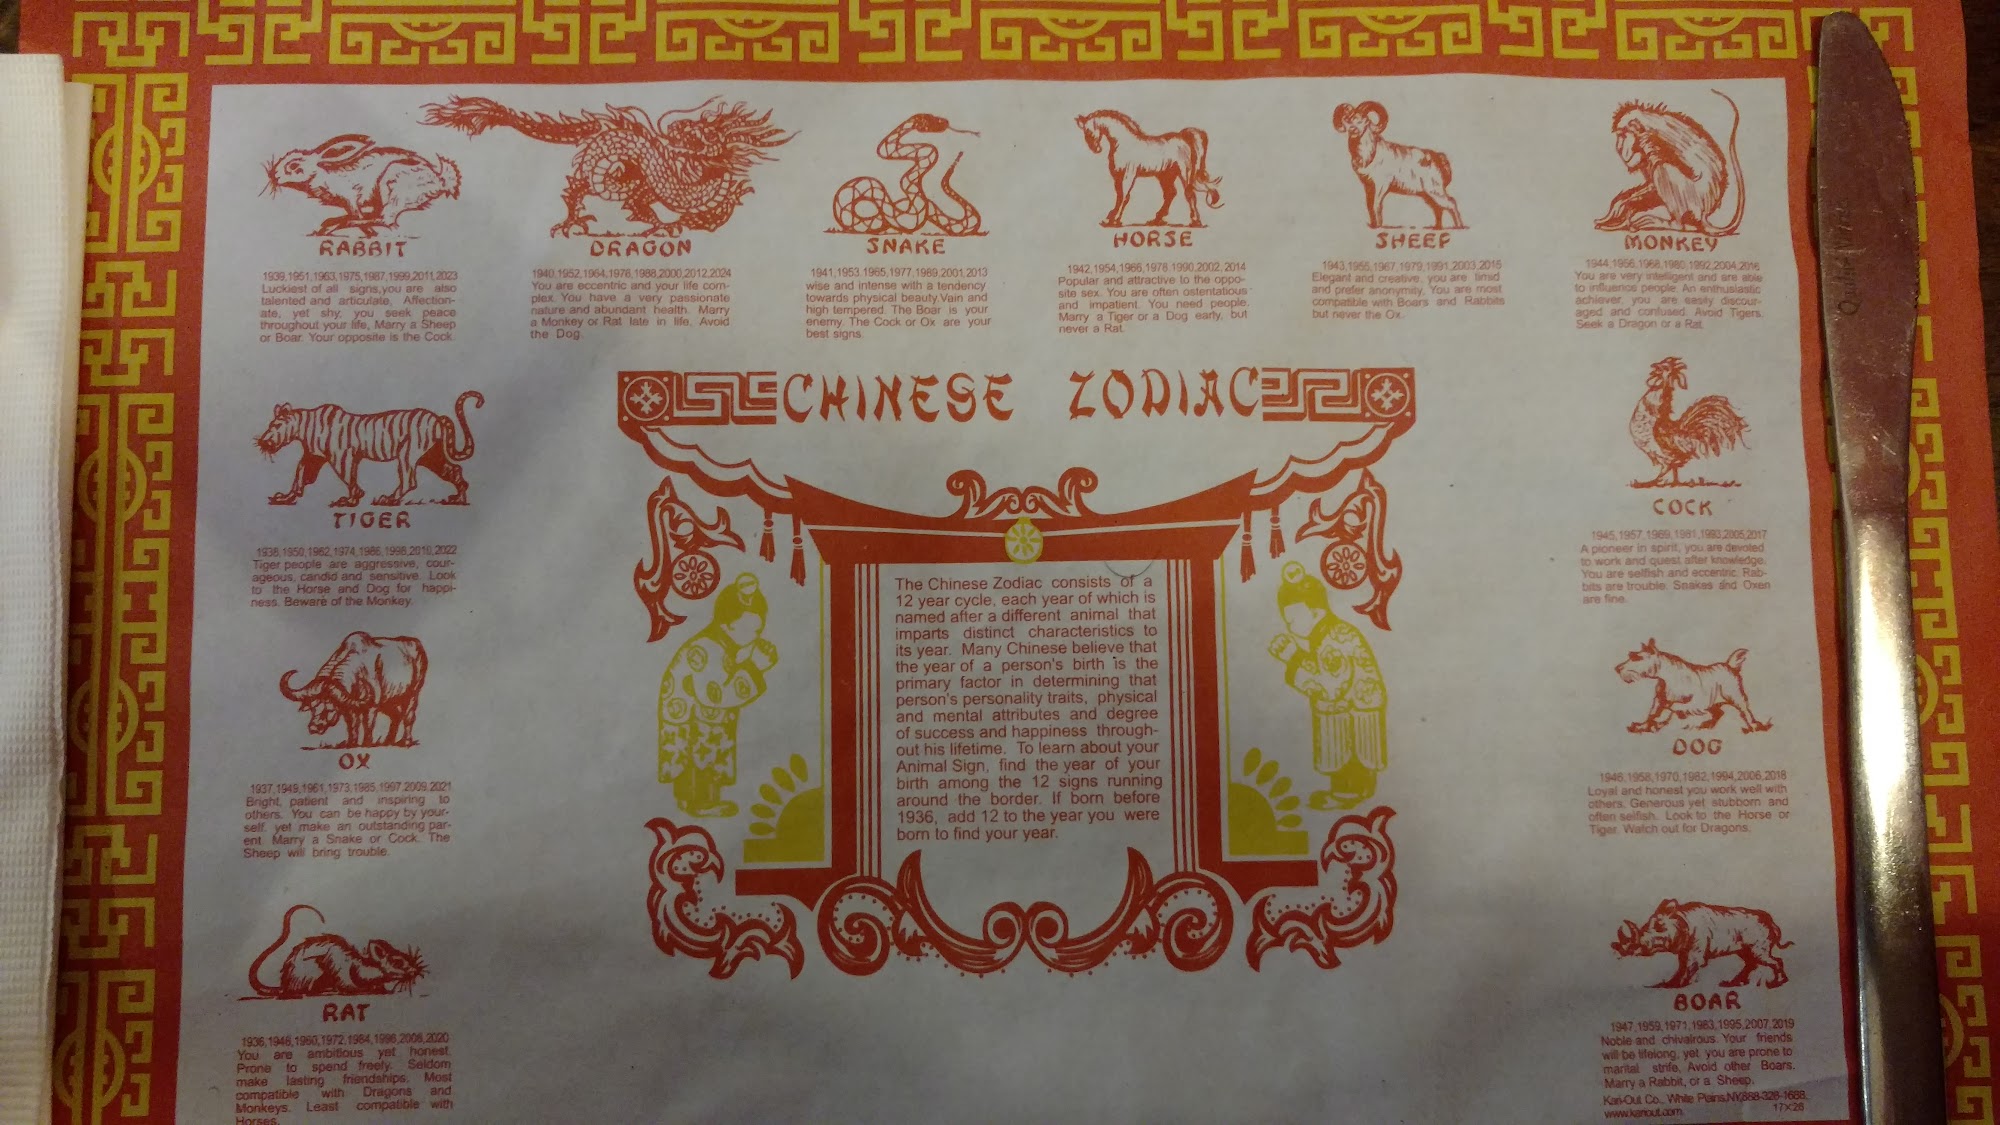 RABBIT
1939,1951,1963,1975,1987,1999,2011,2023
Luckiest of all signs,you are also
talented and articulate. Affection-
ate, yet shy, you seek peace
throughout your life. Marry a Sheep
or Boar. Your opposite is the Cock.
DRAGON
1940,1952,1964,1976,1988,2000,2012,2024
You are eccentric and your life com-
plex. You have a very passionate
nature and abundant health. Marry
a Monkey or Rat late in life. Avoid
the Dog.
SNAKE
1941,1953,1965,1977,1989,2001,2013
wise and intense with a tendency
towards physical beauty.Vain and
high tempered. The Boar is your
enemy. The Cock or Ox are your
best signs.
HORSE
1942,1954,1966,1978,1990,2002,2014
Popular and attractive to the oppo-
site sex. You are often ostentatious
and impatient. You need people.
Marry a Tiger or a Dog early, but
never a Rat.
SHEEP
1943,1955,1967,1979,1991,2003,2015
Elegant and creative, you are timid
and prefer anonymity. You are most
compatible with Boars and Rabbits
but never the Ox.
MONKEY
1944,1956,1968,1980,1992,2004,2016
You are very intelligent and are able
to influence people. An enthusiastic
achiever, you are easily discour-
aged and confused. Avoid Tigers.
Seek a Dragon or a Rat.
CHINESE ZODIAC
TIGER
1938,1950,1962,1974,1986,1998,2010,2022
Tiger people are aggressive, cour-
ageous, candid and sensitive. Look
to the Horse and Dog for happi-
ness. Beware of the Monkey.
COCK
1945,1957,1969,1981,1993,2005,2017
A pioneer in spirit, you are devoted
to work and quest after knowledge.
You are selfish and eccentric. Rab-
bits are trouble. Snakes and Oxen
are fine.
The Chinese Zodiac consists of a
12 year cycle, each year of which is
named after a different animal that
imparts distinct characteristics to
its year. Many Chinese believe that
the year of a person's birth is the
primary factor in determining that
person's personality traits, physical
and mental attributes and degree
of success and happiness through-
out his lifetime. To learn about your
Animal Sign, find the year of your
birth among the 12 signs running
around the border. If born before
1936, add 12 to the year you were
born to find your year.
OX
1937,1949,1961,1973,1985,1997,2009,2021
Bright, patient and inspiring to
others. You can be happy by your-
self, yet make an outstanding par-
ent. Marry a Snake or Cock. The
Sheep will bring trouble.
DOG
1946,1958,1970,1982,1994,2006,2018
Loyal and honest you work well with
others. Generous yet stubborn and
often selfish. Look to the Horse or
Tiger. Watch out for Dragons.
RAT
1936,1948,1960,1972,1984,1996,2008,2020
You are ambitious yet honest.
Prone to spend freely. Seldom
make lasting friendships. Most
compatible with Dragons and
Monkeys. Least compatible with
Horses.
BOAR
1947,1959,1971,1983,1995,2007,2019
Noble and chivalrous. Your friends
will be lifelong, yet you are prone to
marital strife. Avoid other Boars.
Marry a Rabbit, or a Sheep.
Kari-Out Co., White Plains,NY,888-328-1688
www.kariout.com 17X26